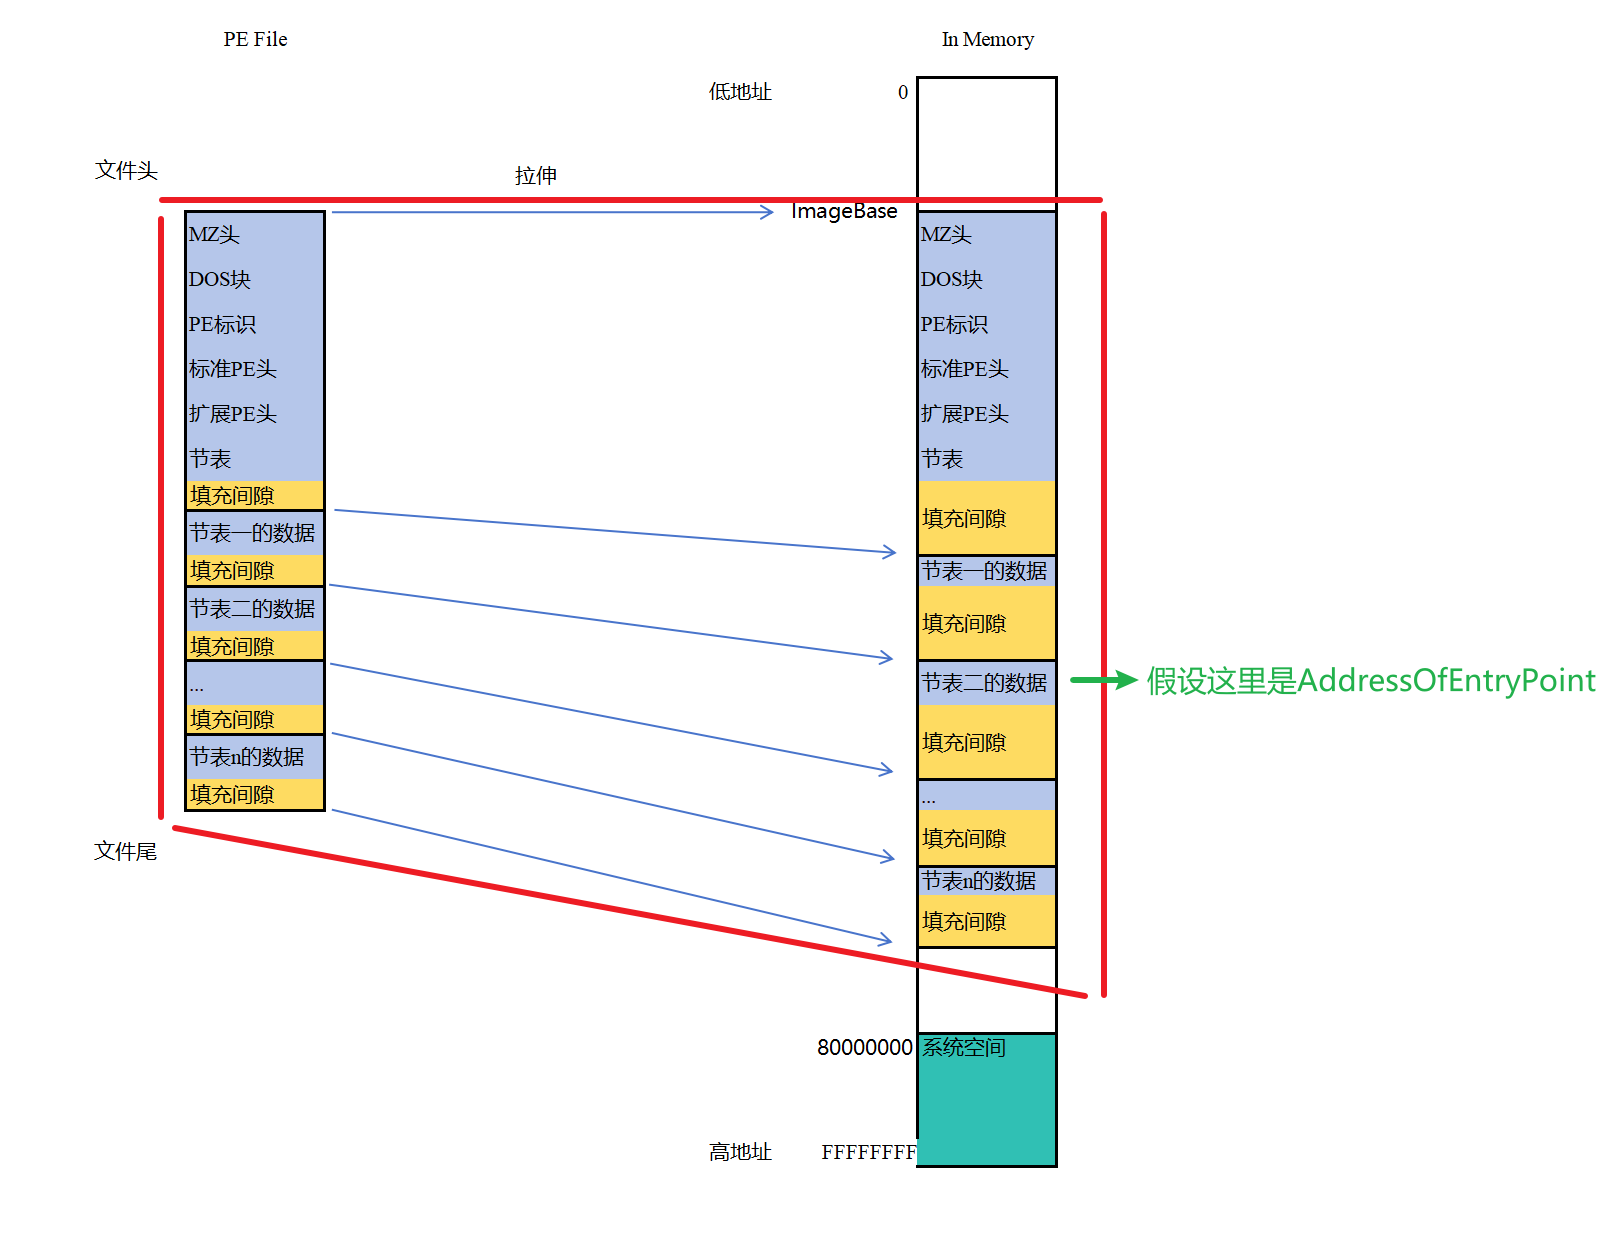 PE File
In Memory
低地址
0
文件头
拉伸
ImageBase
MZ头
DOS块
PE标识
标准PE头
扩展PE头
节表
填充间隙
节表一的数据
填充间隙
节表二的数据
填充间隙
...
填充间隙
节表n的数据
填充间隙
文件尾
MZ头
DOS块
PE标识
标准PE头
扩展PE头
节表
填充间隙
节表一的数据
填充间隙
节表二的数据
填充间隙
...
填充间隙
节表n的数据
填充间隙
假设这里是AddressOfEntryPoint
80000000
系统空间
高地址
FFFFFFFF